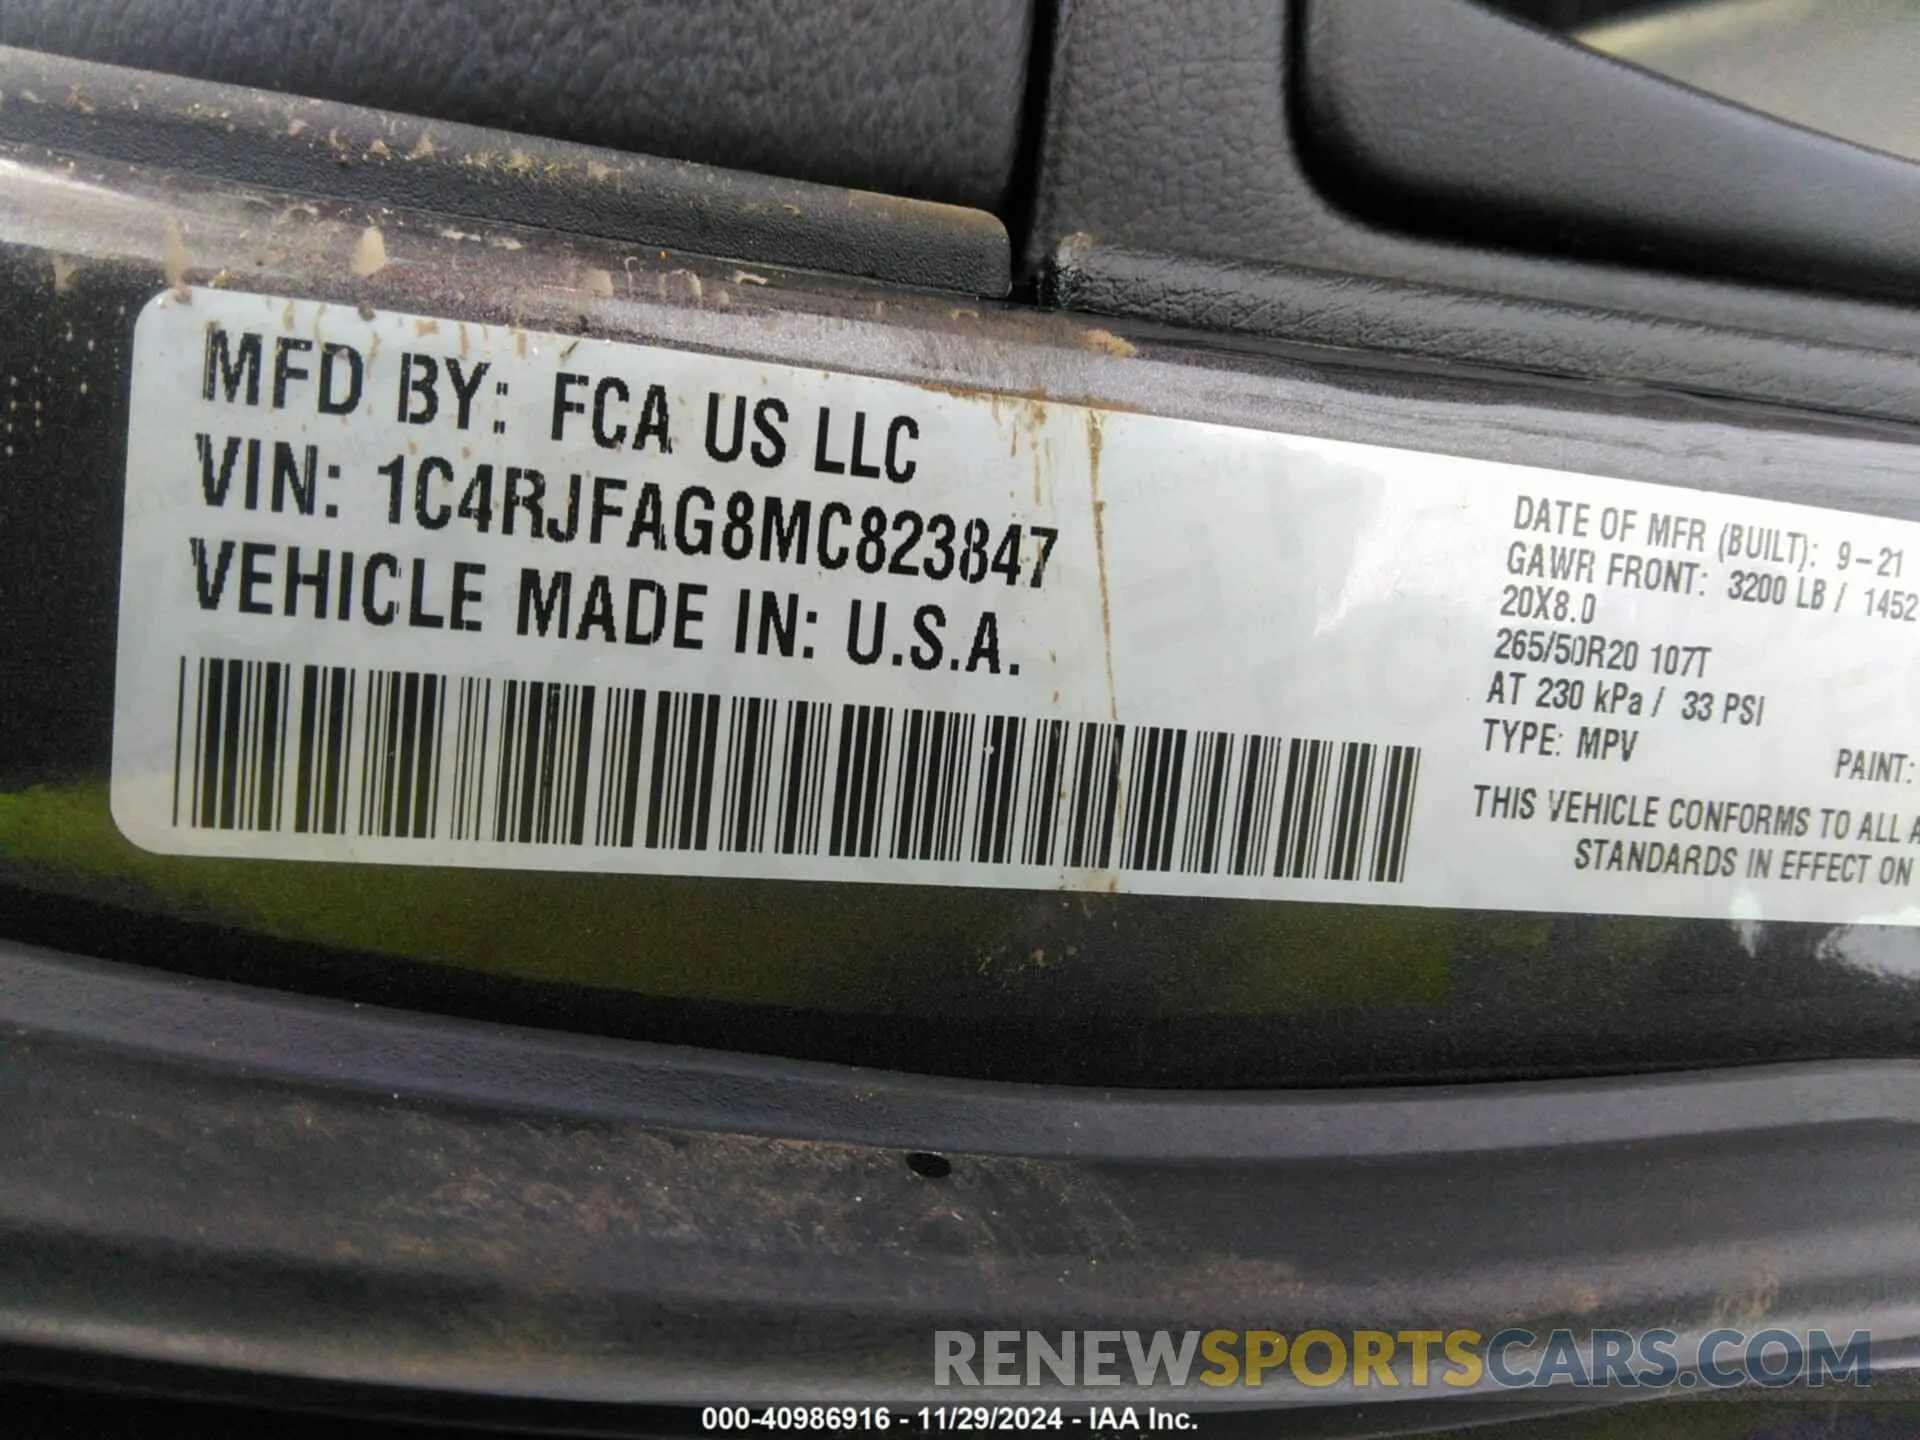 MFD BY: FCA US LLC
VIN: 1C4RJFAG8MC823847
VEHICLE MADE IN: U.S.A.
DATE OF MFR (BUILT): 9-21
GAWR FRONT: 3200 LB / 1452
20X8.0
265/50R20 107T
AT 230 kPa / 33 PSI
TYPE: MPV PAINT:
THIS VEHICLE CONFORMS TO ALL A
STANDARDS IN EFFECT ON
RENEWSPORTSCARS.COM
000-40986916 - 11/29/2024 - IAA Inc.